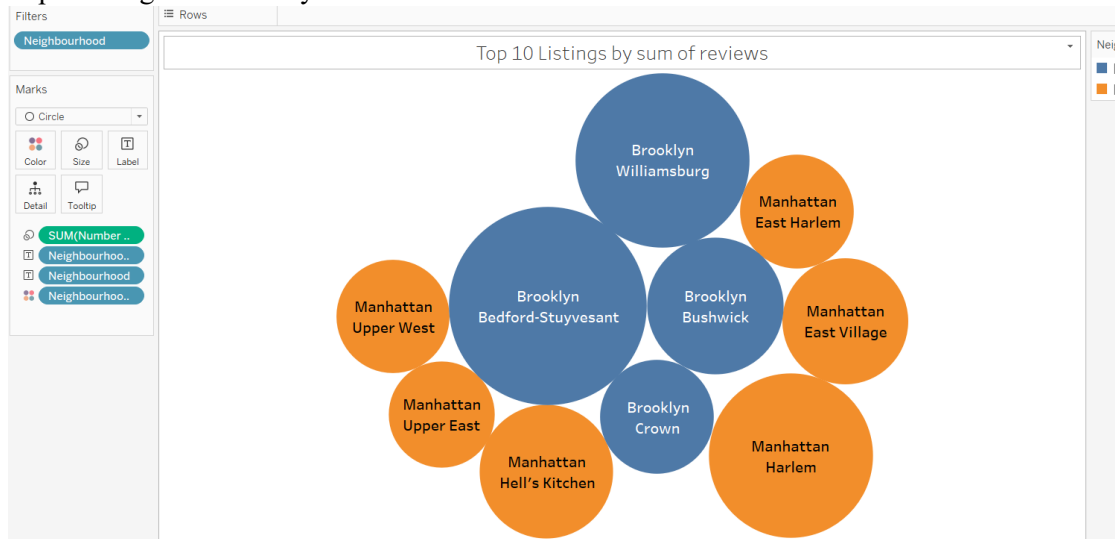 Filters
Rows
Neighbourhood
Top 10 Listings by sum of reviews
Marks
Circle
Color
Size
Label
Detail
Tooltip
SUM(Number ..
Neighbourhoo..
Neighbourhood
Neighbourhoo..
Brooklyn
Williamsburg
Manhattan
East Harlem
Brooklyn
Bedford-Stuyvesant
Brooklyn
Bushwick
Manhattan
Upper West
Manhattan
East Village
Manhattan
Upper East
Brooklyn
Crown
Manhattan
Hell's Kitchen
Manhattan
Harlem